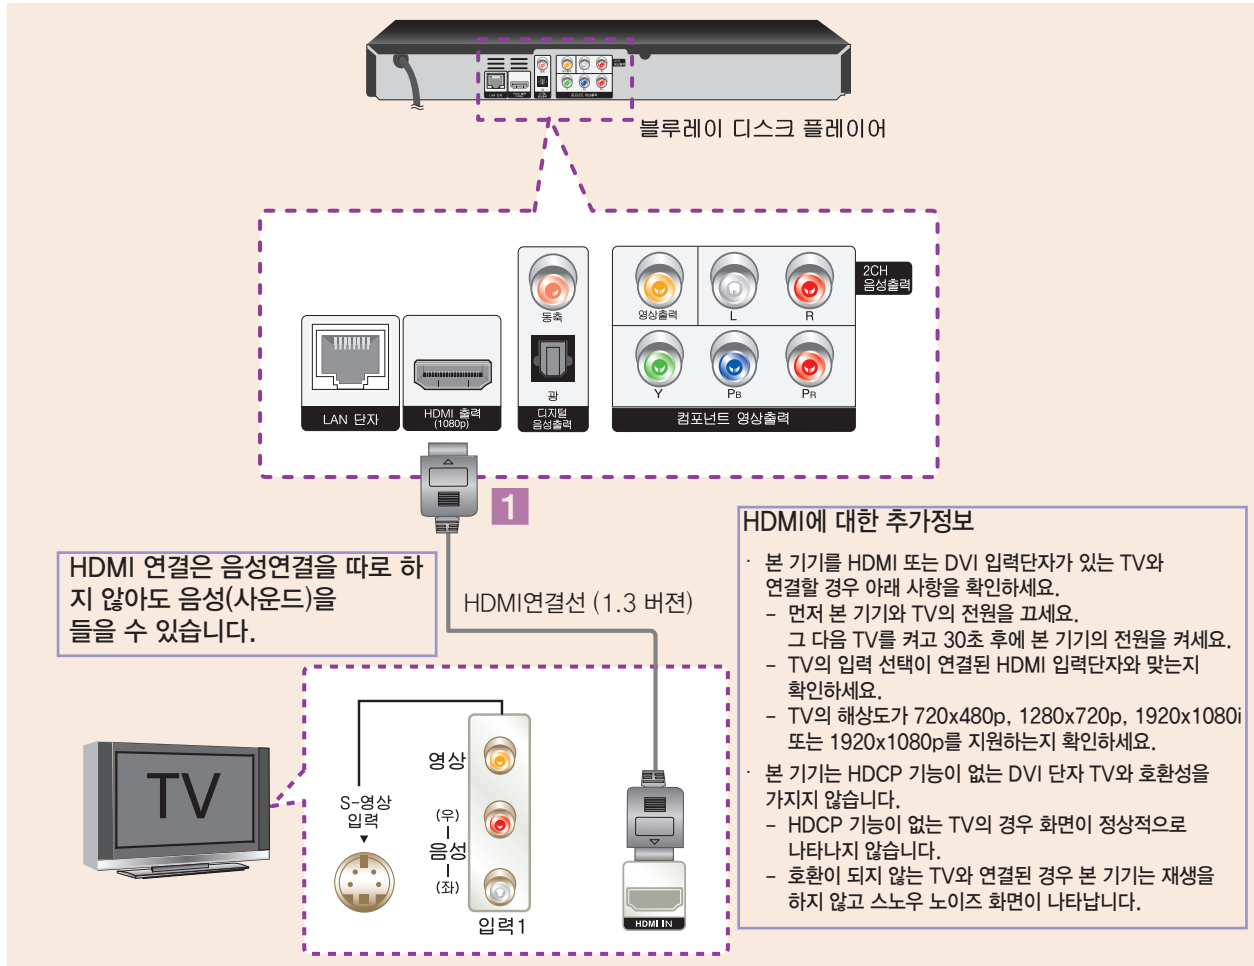 블루레이 디스크 플레이어
동축
광
디지털
음성출력
영상출력
L
R
2CH
음성출력
Y
PB
PR
컴포넌트 영상출력
LAN 단자
HDMI 출력
(1080p)
1
HDMI 연결은 음성연결을 따로 하
지 않아도 음성(사운드)을
들을 수 있습니다.
HDMI연결선 (1.3 버젼)
TV
S-영상
입력
영상
(우)
음성
(좌)
입력1
HDMI IN
HDMI에 대한 추가정보
· 본 기기를 HDMI 또는 DVI 입력단자가 있는 TV와
연결할 경우 아래 사항을 확인하세요.
- 먼저 본 기기와 TV의 전원을 끄세요.
그 다음 TV를 켜고 30초 후에 본 기기의 전원을 켜세요.
- TV의 입력 선택이 연결된 HDMI 입력단자와 맞는지
확인하세요.
- TV의 해상도가 720x480p, 1280x720p, 1920x1080i
또는 1920x1080p를 지원하는지 확인하세요.
· 본 기기는 HDCP 기능이 없는 DVI 단자 TV와 호환성을
가지지 않습니다.
- HDCP 기능이 없는 TV의 경우 화면이 정상적으로
나타나지 않습니다.
- 호환이 되지 않는 TV와 연결된 경우 본 기기는 재생을
하지 않고 스노우 노이즈 화면이 나타납니다.